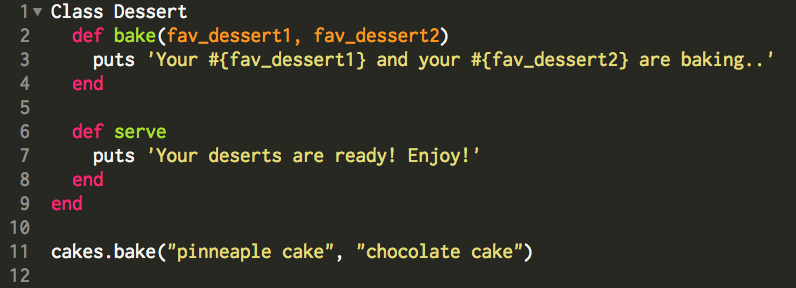 1 Class Dessert
2   def bake(fav_dessert1, fav_dessert2)
3     puts 'Your #{fav_dessert1} and your #{fav_dessert2} are baking..'
4   end
5
6   def serve
7     puts 'Your deserts are ready! Enjoy!'
8   end
9 end
10
11 cakes.bake("pinneaple cake", "chocolate cake")
12